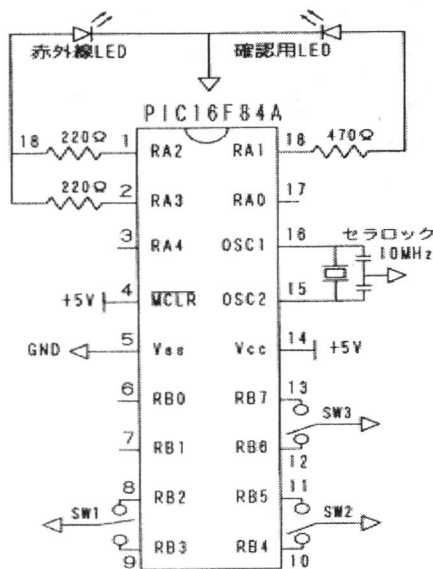 赤外線LED 確認用LED
PIC16F84A
18 220Ω 1 RA2 RA1 18 470Ω
220Ω 2 RA3 RA0 17
3 RA4 OSC1 16 セラロック
10MHz
+5V 4 MCLR OSC2 15
GND 5 Vss Vcc 14 +5V
6 RB0 RB7 13
SW3
7 RB1 RB6 12
8 RB2 RB5 11
SW1 SW2
9 RB3 RB4 10